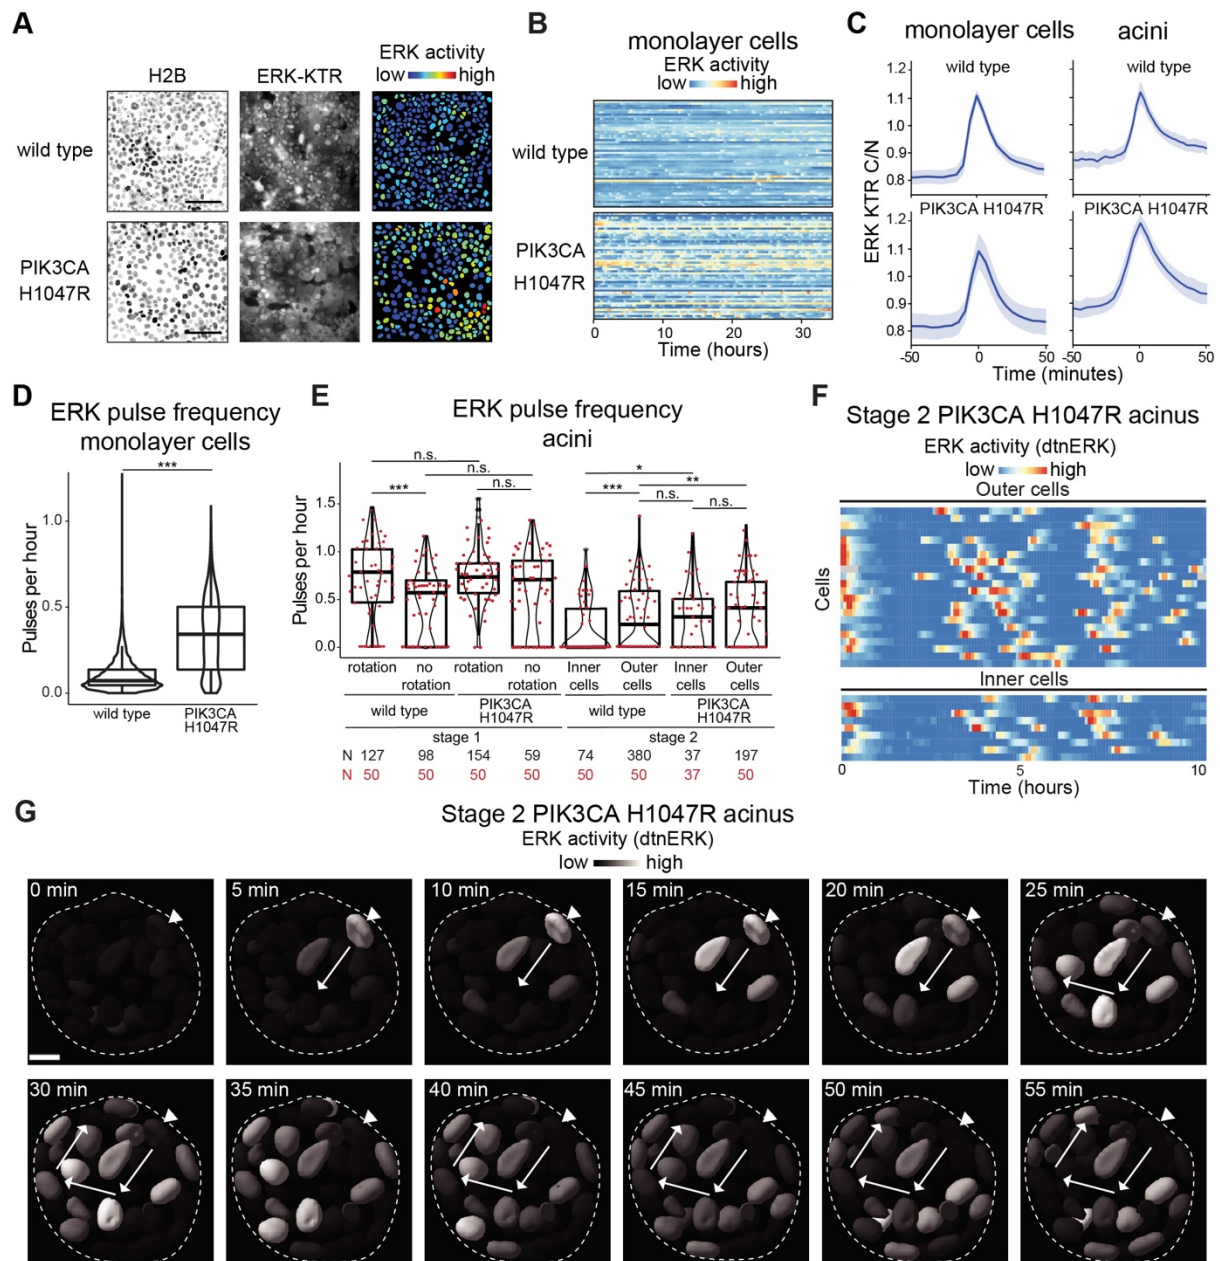 A
H2B
ERK-KTR
ERK activity
low high
wild type
PIK3CA
H1047R
B
monolayer cells
ERK activity
low high
wild type
PIK3CA
H1047R
0 10 20 30
Time (hours)
C
monolayer cells acini
wild type wild type
1.2
1.1
1.0
0.9
0.8
PIK3CA H1047R PIK3CA H1047R
1.2
1.1
1.0
0.9
0.8
ERK KTR C/N
-50 0 50 -50 0 50
Time (minutes)
D
ERK pulse frequency
monolayer cells
***
1.0
0.5
0.0
Pulses per hour
wild type PIK3CA
H1047R
E
ERK pulse frequency
acini
n.s.
n.s. *
*** n.s. *** **
n.s. n.s.
1.5
1.0
0.5
0.0
Pulses per hour
rotation no rotation rotation no rotation Inner cells Outer cells Inner cells Outer cells
wild type PIK3CA H1047R wild type PIK3CA H1047R
stage 1 stage 2
N 127 98 154 59 74 380 37 197
N 50 50 50 50 50 50 37 50
F
Stage 2 PIK3CA H1047R acinus
ERK activity (dtnERK)
low high
Outer cells
Cells
Inner cells
0 5 10
Time (hours)
G
Stage 2 PIK3CA H1047R acinus
ERK activity (dtnERK)
low high
0 min 5 min 10 min 15 min 20 min 25 min
30 min 35 min 40 min 45 min 50 min 55 min